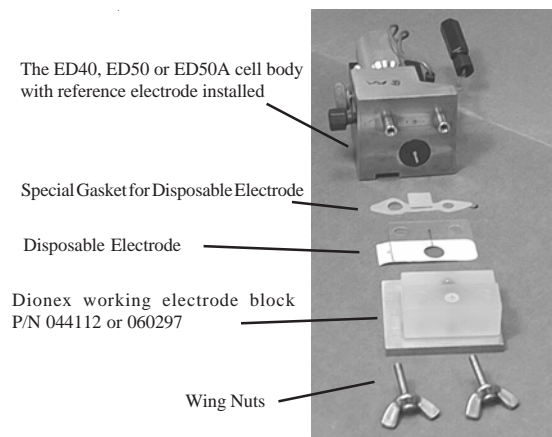 The ED40, ED50 or ED50A cell body
with reference electrode installed
Special Gasket for Disposable Electrode
Disposable Electrode
Dionex working electrode block
P/N 044112 or 060297
Wing Nuts